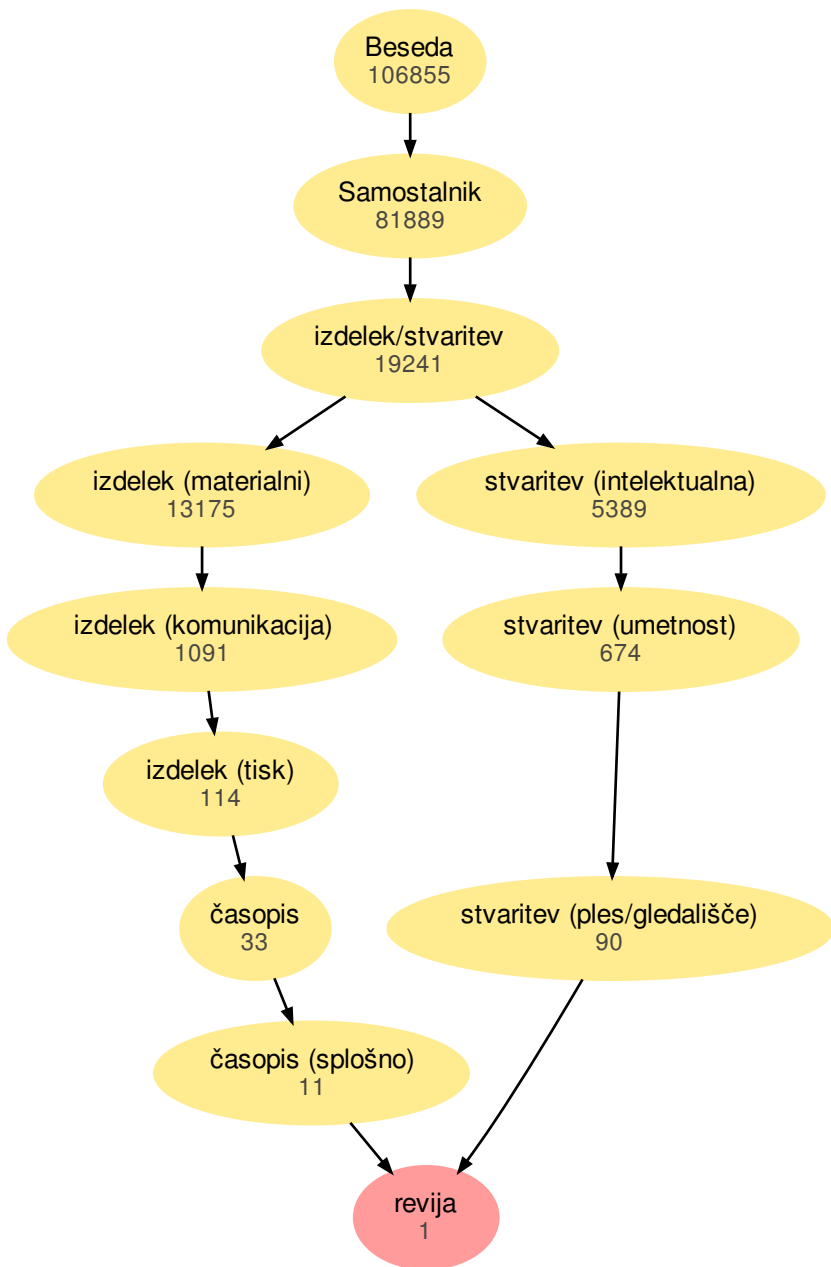 Beseda
106855
Samostalnik
81889
izdelek/stvaritev
19241
izdelek (materialni)
13175
stvaritev (intelektualna)
5389
izdelek (komunikacija)
1091
stvaritev (umetnost)
674
izdelek (tisk)
114
časopis
33
stvaritev (ples/gledališče)
90
časopis (splošno)
11
revija
1